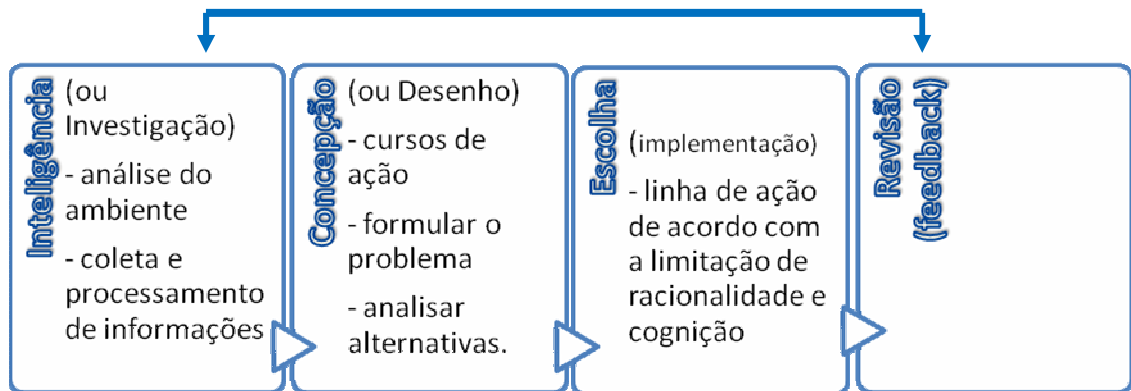 Inteligência
(ou
Investigação)
- análise do
ambiente
- coleta e
processamento
de informações
Concepção
(ou Desenho)
- cursos de
ação
- formular o
problema
- analisar
alternativas.
Escolha
(implementação)
- linha de ação
de acordo com
a limitação de
racionalidade e
cognição
Revisão
(feedback)